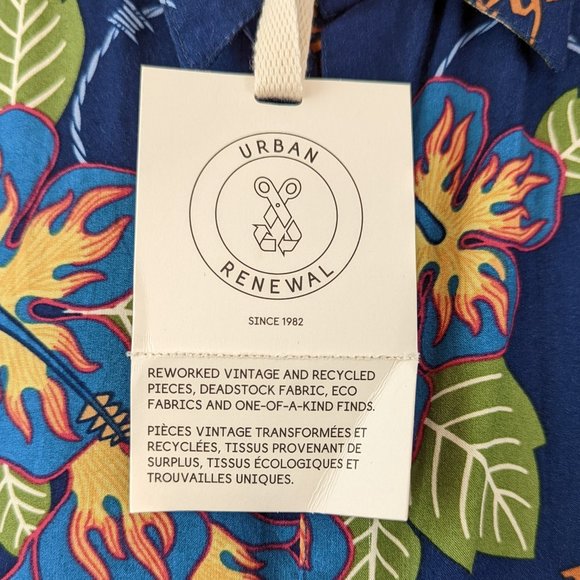 URBAN
RENEWAL
SINCE 1982
REWORKED VINTAGE AND RECYCLED
PIECES, DEADSTOCK FABRIC, ECO
FABRICS AND ONE-OF-A-KIND FINDS.
PIÈCES VINTAGE TRANSFORMÉES ET
RECYCLÉES, TISSUS PROVENANT DE
SURPLUS, TISSUS ÉCOLOGIQUES ET
TROUVAILLES UNIQUES.